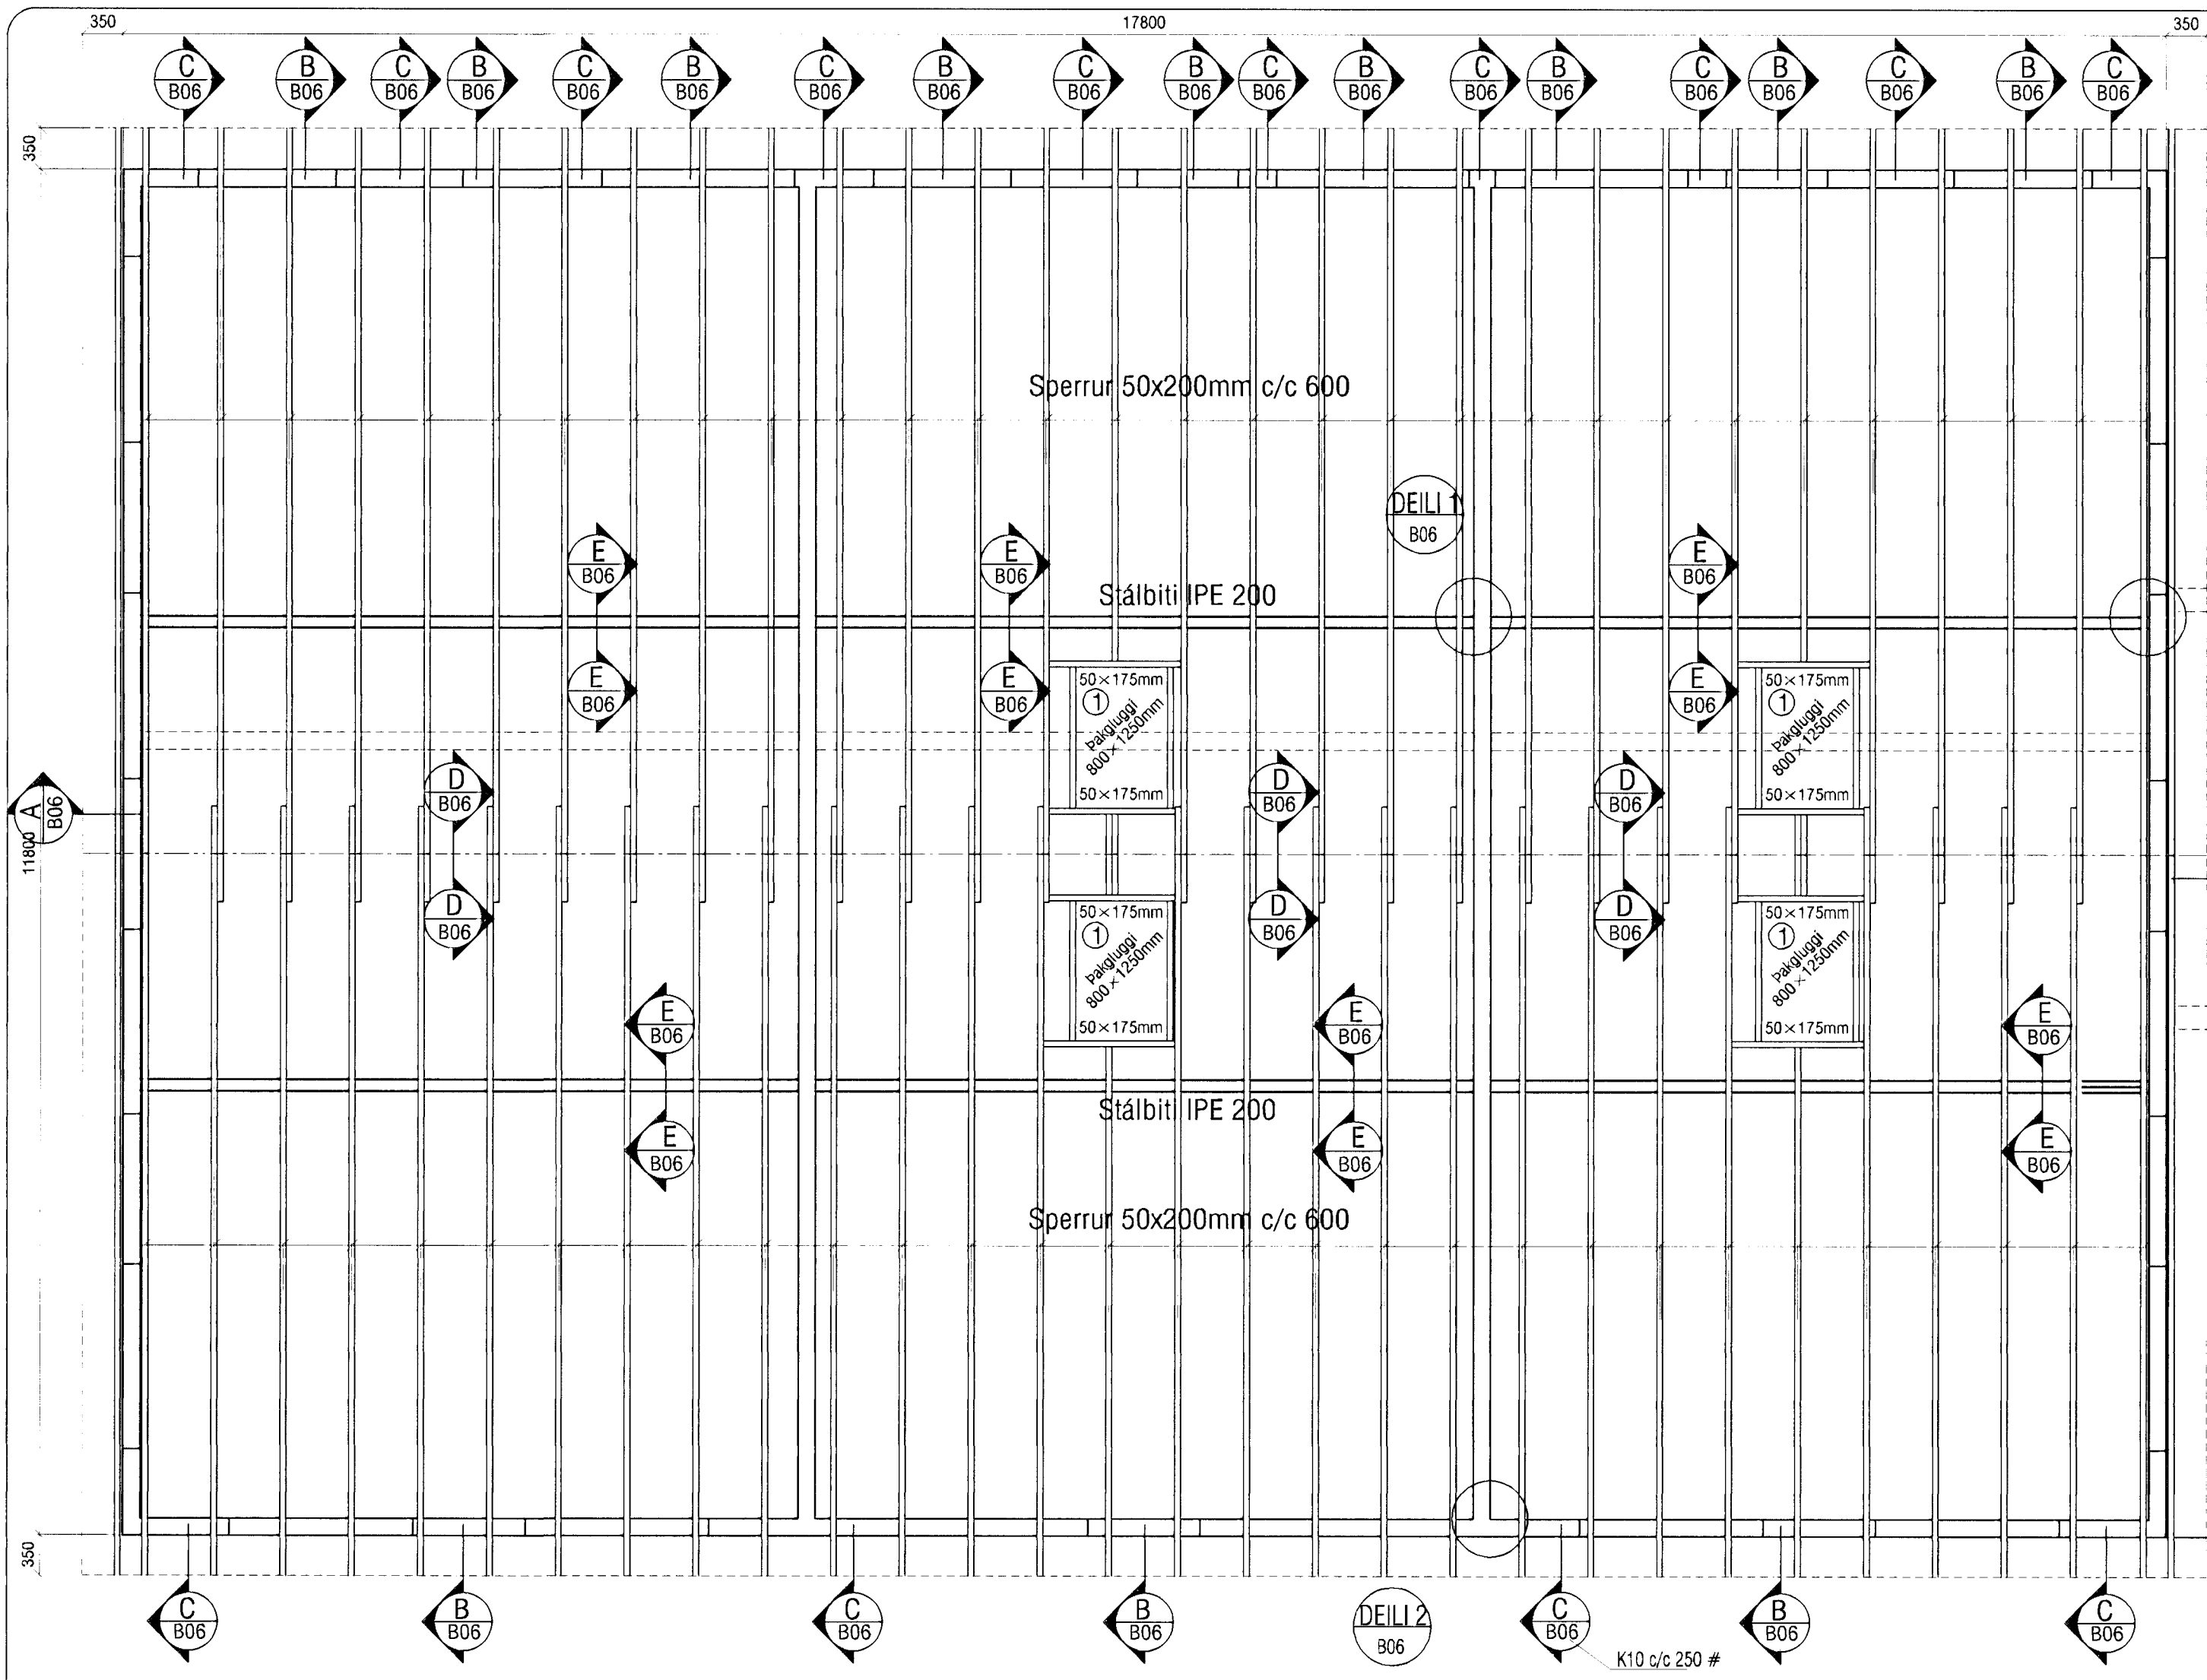 350 17800 350
C B C B C B C B C B C B C B C B C B C
B06 B06 B06 B06 B06 B06 B06 B06 B06 B06 B06 B06 B06 B06 B06 B06 B06 B06 B06
350
Sperrur 50x200mm c/c 600
DEILI 1
B06
E E E
B06 B06 B06
Stálbiti IPE 200
E E E
B06 B06 B06
50×175mm 50×175mm
1 1
Þakgluggi Þakgluggi
800×1250mm 800×1250mm
50×175mm 50×175mm
D D D
B06 B06 B06
A
B06
11800
D D D
B06 B06 B06
50×175mm 50×175mm
1 1
Þakgluggi Þakgluggi
800×1250mm 800×1250mm
50×175mm 50×175mm
E E E
B06 B06 B06
Stálbiti IPE 200
E E E
B06 B06 B06
Sperrur 50x200mm c/c 600
350
C B C B DEILI 2 C B C
B06 B06 B06 B06 B06 B06 B06 B06
K10 c/c 250 #